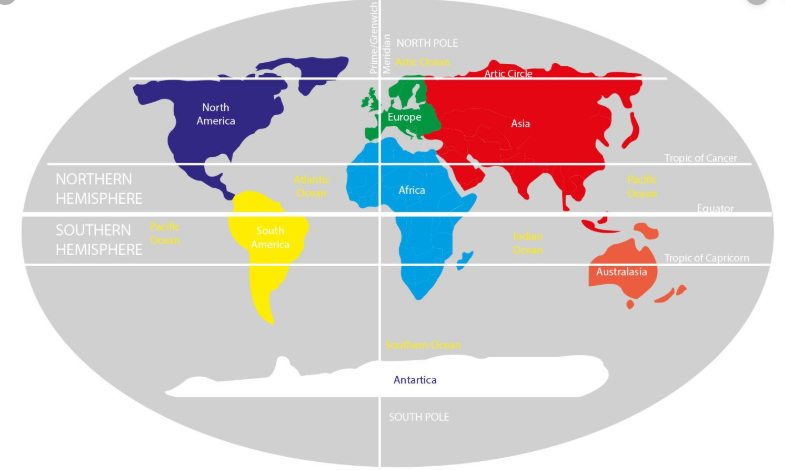 Prime/Grenwich
Meridian
NORTH POLE
Artic Ocean
Artic Circle
North
America
Europe
Asia
Tropic of Cancer
NORTHERN
HEMISPHERE
Atlantic
Ocean
Africa
Pacific
Ocean
Equator
SOUTHERN
HEMISPHERE
Pacific
Ocean
South
America
Indian
Ocean
Tropic of Capricorn
Australasia
Southern Ocean
Antartica
SOUTH POLE